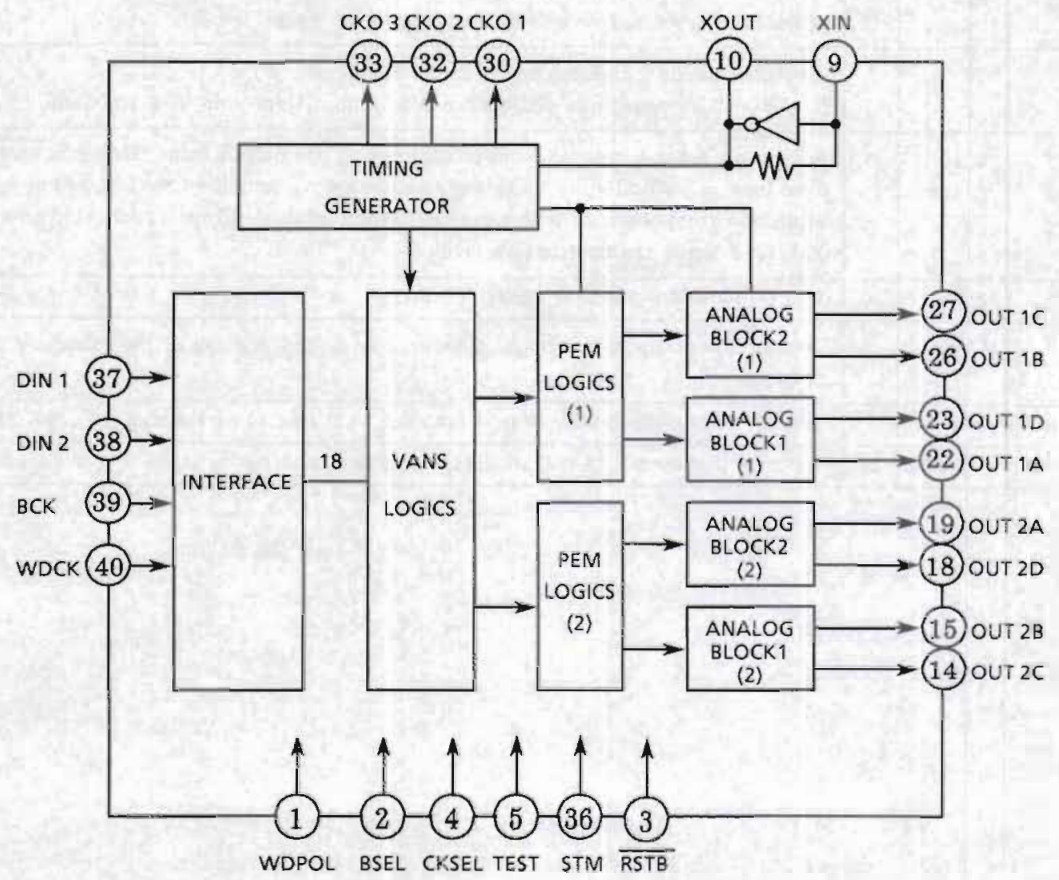 CKO 3 CKO 2 CKO 1
XOUT
XIN
33
32
30
10
9
TIMING
GENERATOR
DIN 1
37
DIN 2
38
BCK
39
WDCK
40
INTERFACE
18
VANS
LOGICS
PEM
LOGICS
(1)
PEM
LOGICS
(2)
ANALOG
BLOCK2
(1)
ANALOG
BLOCK1
(1)
ANALOG
BLOCK2
(2)
ANALOG
BLOCK1
(2)
27 OUT 1C
26 OUT 1B
23 OUT 1D
22 OUT 1A
19 OUT 2A
18 OUT 2D
15 OUT 2B
14 OUT 2C
1
2
4
5
36
3
WDPOL
BSEL
CKSEL
TEST
STM
RSTB